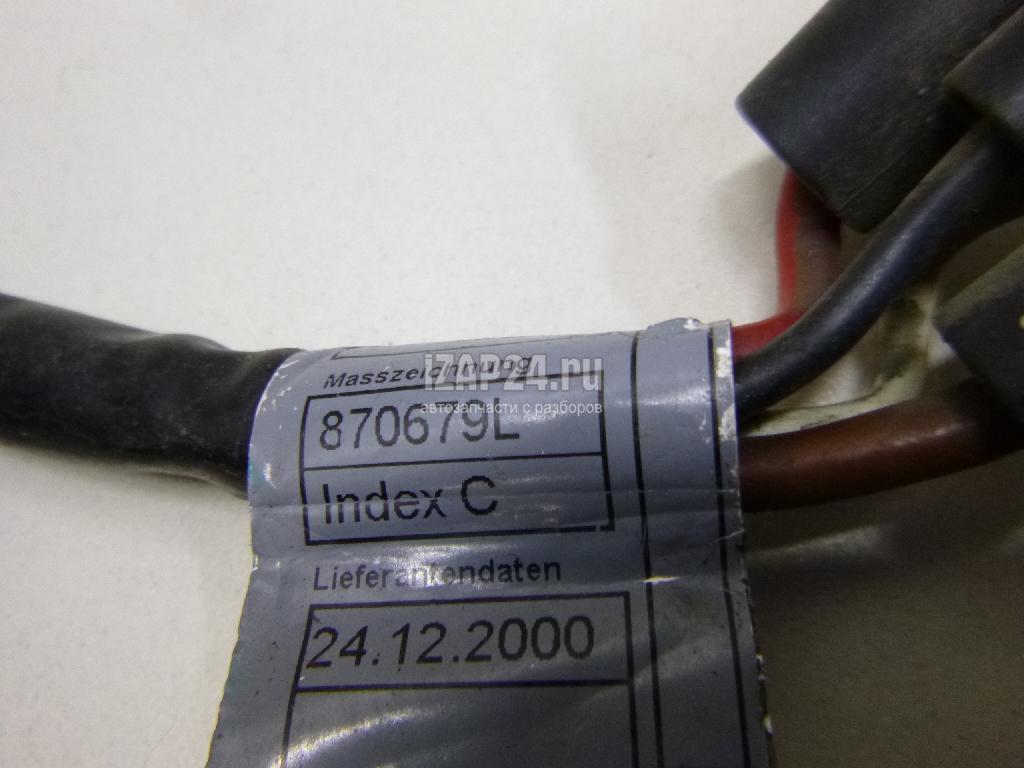 Masszeichnung
iZAP24.ru
автозапчасти с разборов
870679L
Index C
Lieferantendaten
24.12.2000